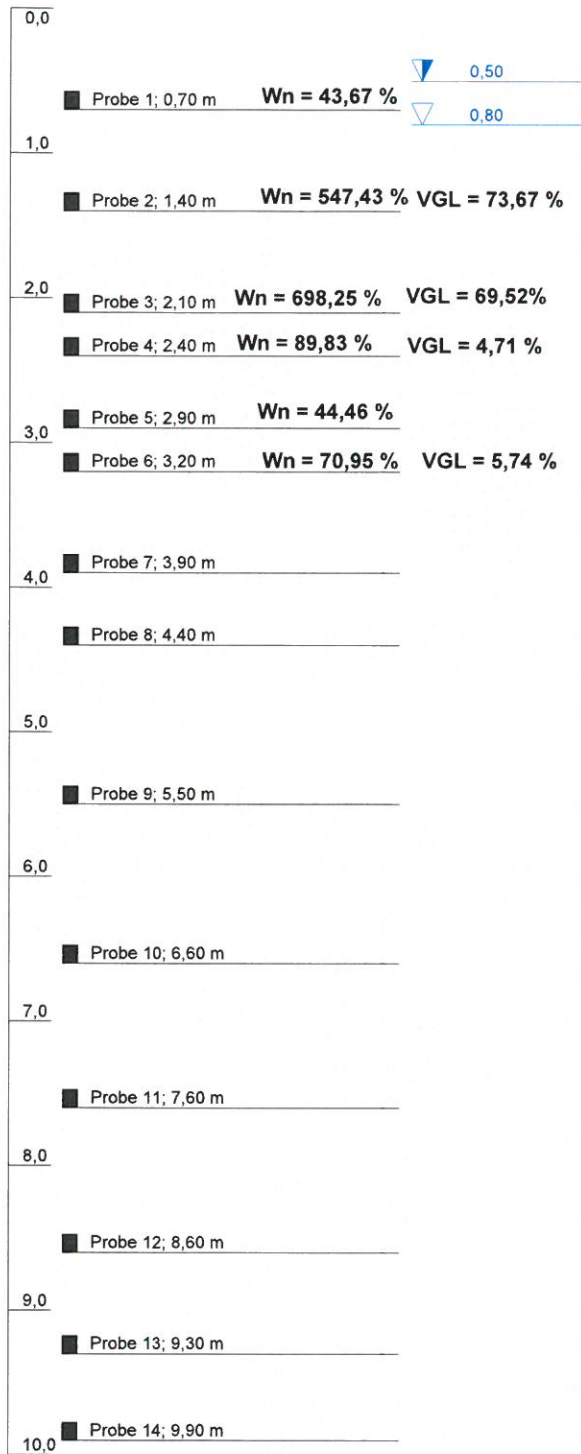 0,0
0,50
Probe 1; 0,70 m Wn = 43,67 %
0,80
1,0
Probe 2; 1,40 m Wn = 547,43 % VGL = 73,67 %
2,0
Probe 3; 2,10 m Wn = 698,25 % VGL = 69,52%
Probe 4; 2,40 m Wn = 89,83 % VGL = 4,71 %
Probe 5; 2,90 m Wn = 44,46 %
3,0
Probe 6; 3,20 m Wn = 70,95 % VGL = 5,74 %
Probe 7; 3,90 m
4,0
Probe 8; 4,40 m
5,0
Probe 9; 5,50 m
6,0
Probe 10; 6,60 m
7,0
Probe 11; 7,60 m
8,0
Probe 12; 8,60 m
9,0
Probe 13; 9,30 m
Probe 14; 9,90 m
10,0